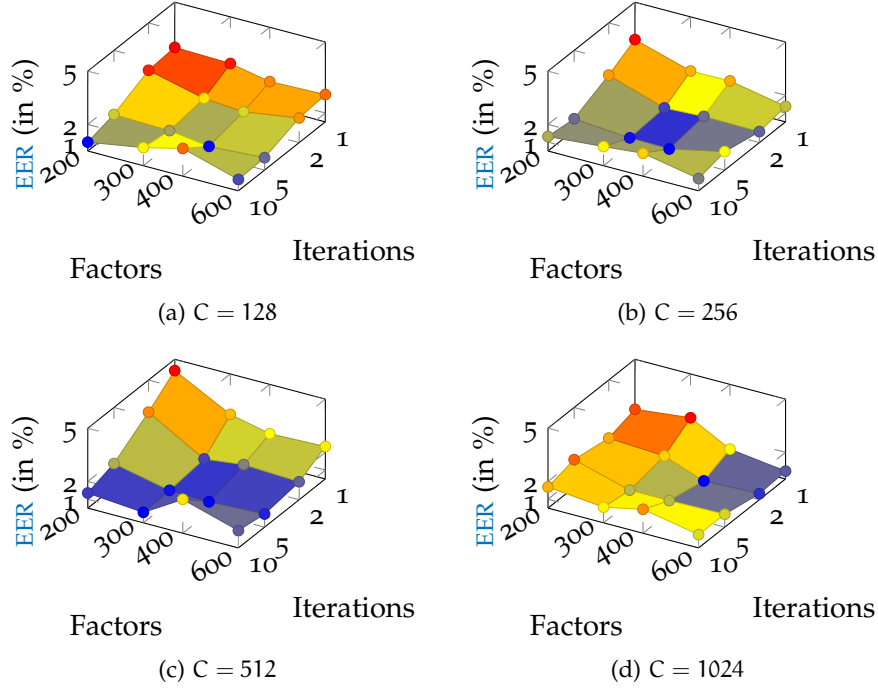 5
2
1
EER (in %)
200
300
400
600
10
5
2
1
Factors
Iterations
(a) C = 128
5
2
1
EER (in %)
200
300
400
600
10
5
2
1
Factors
Iterations
(b) C = 256
5
2
1
EER (in %)
200
300
400
600
10
5
2
1
Factors
Iterations
(c) C = 512
5
2
1
EER (in %)
200
300
400
600
10
5
2
1
Factors
Iterations
(d) C = 1024